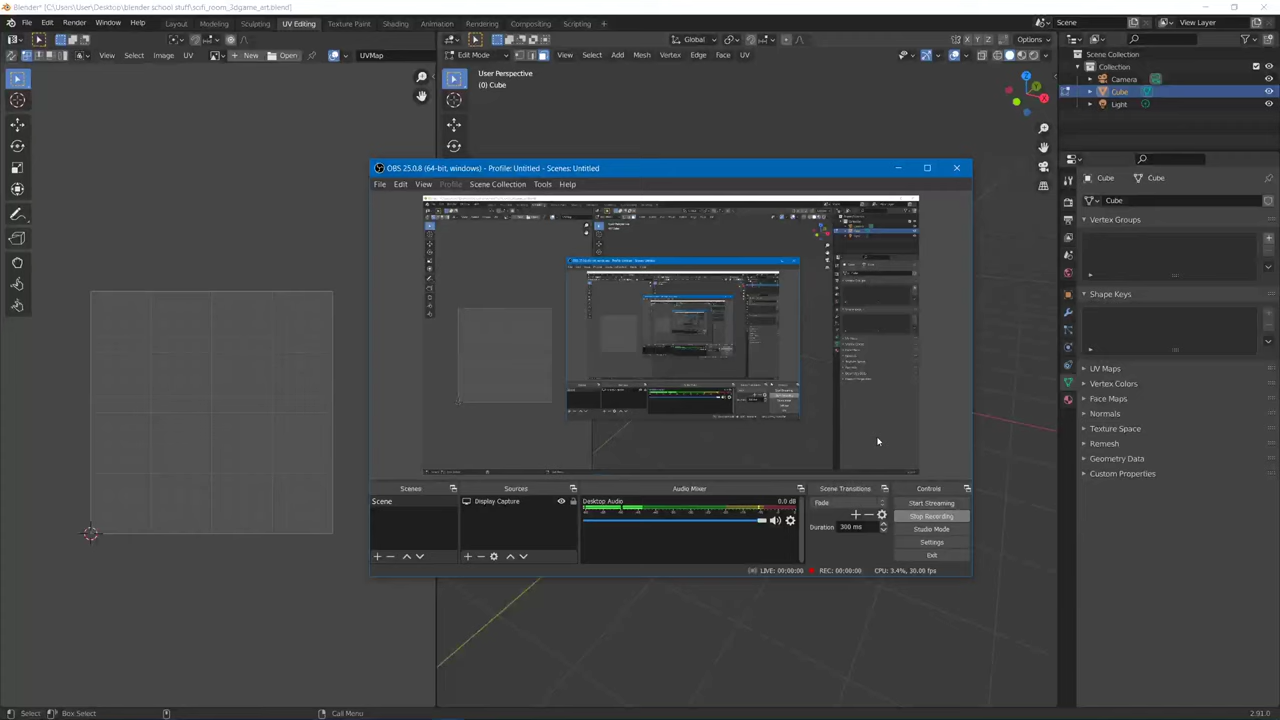 Blender* [C:\Users\User\Desktop\blender school stuff\scifi_room_3dgame_art.blend]
File Edit Render Window Help Layout Modeling Sculpting UV Editing Texture Paint Shading Animation Rendering Compositing Scripting Scene View Layer
View Select Image UV New Open UVMap
Edit Mode View Select Add Mesh Vertex Edge Face UV Global X Y Z Options
User Perspective
(0) Cube
Scene Collection
Collection
Camera
Cube
Light
Cube Cube
Cube
Vertex Groups
Shape Keys
UV Maps
Vertex Colors
Face Maps
Normals
Texture Space
Remesh
Geometry Data
Custom Properties
X
Y
Z
OBS 25.0.8 (64-bit, windows) - Profile: Untitled - Scenes: Untitled
File Edit View Profile Scene Collection Tools Help
Scenes Sources Audio Mixer Scene Transitions Controls
Scene
Display Capture
Desktop Audio 0.0 dB
Fade
Duration 300 ms
Start Streaming
Stop Recording
Studio Mode
Settings
Exit
LIVE: 00:00:00 REC: 00:00:00 CPU: 3.4%, 30.00 fps
Select Box Select Call Menu 2.91.0